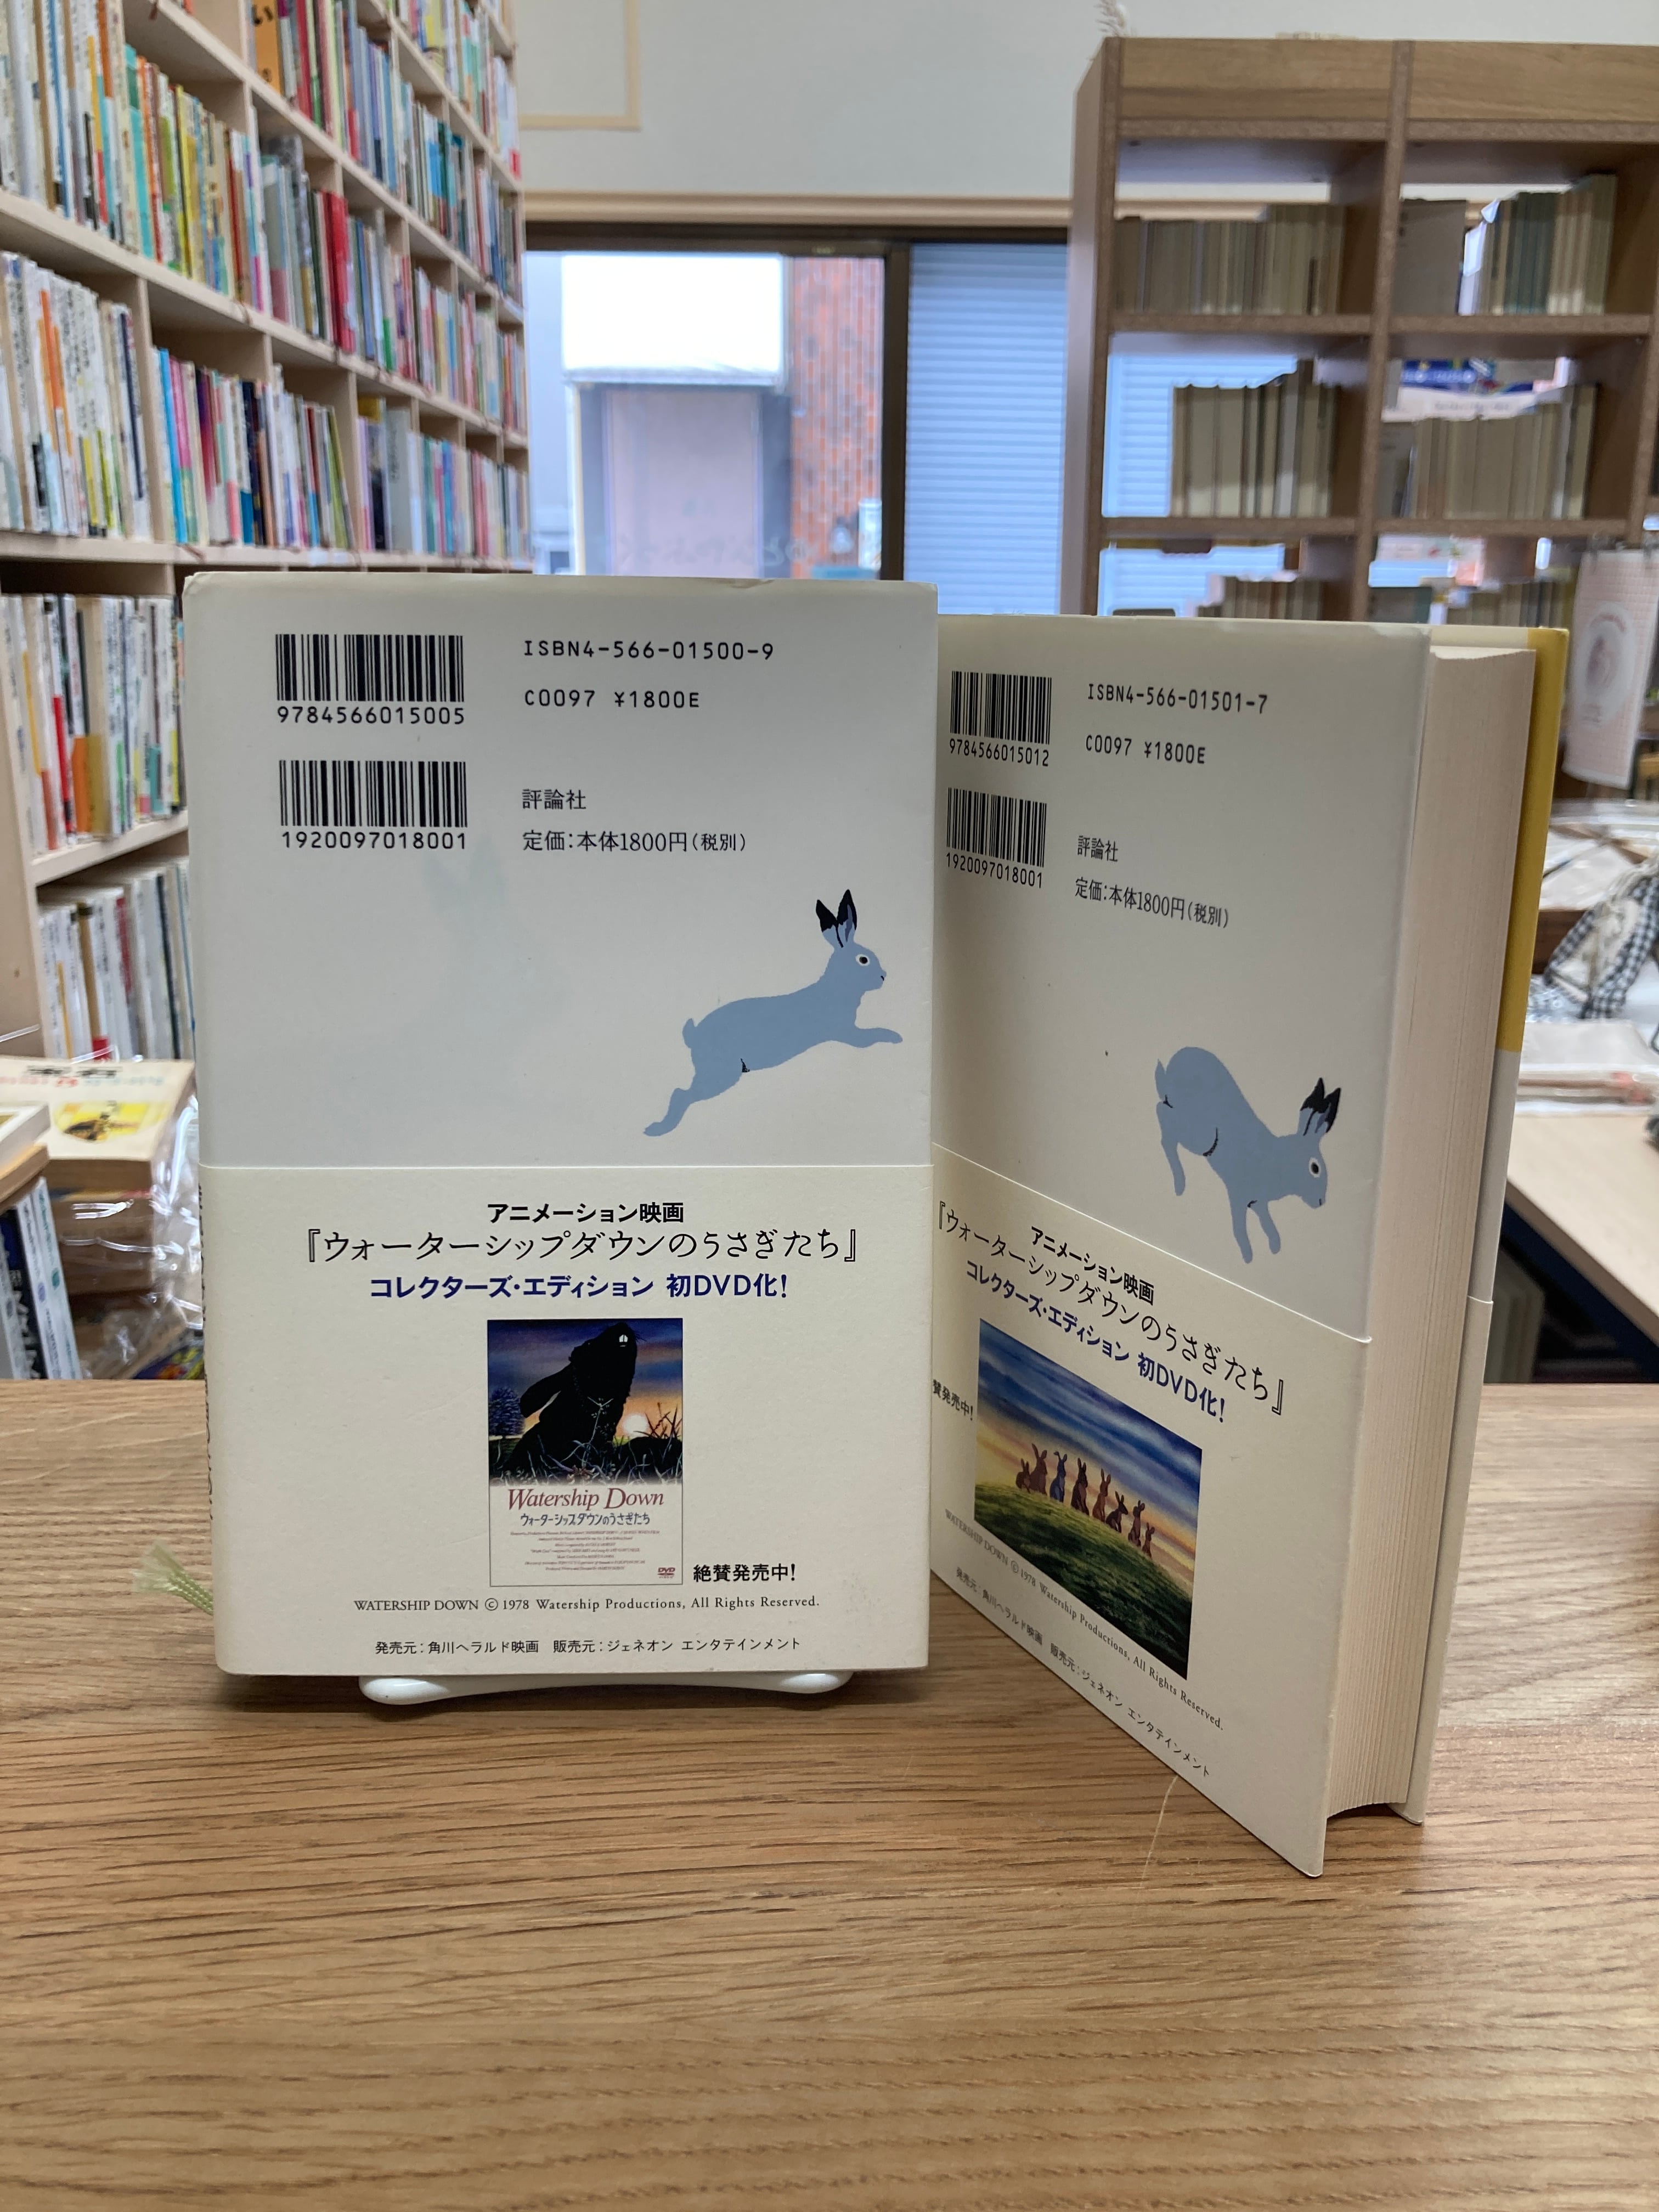 9784566015005
ISBN4-566-01500-9
C0097 ¥1800E
1920097018001
評論社
定価:本体1800円(税別)
アニメーション映画
『ウォーターシップダウンのうさぎたち』
コレクターズ・エディション 初DVD化!
Watership Down
ウォーターシップダウンのうさぎたち
DVD
絶賛発売中!
WATERSHIP DOWN © 1978 Watership Productions, All Rights Reserved.
発売元:角川ヘラルド映画 販売元:ジェネオン エンタテインメント
9784566015012
ISBN4-566-01501-7
C0097 ¥1800E
1920097018001
評論社
定価:本体1800円(税別)
アニメーション映画
『ウォーターシップダウンのうさぎたち』
コレクターズ・エディション 初DVD化!
賛発売中!
WATERSHIP DOWN © 1978 Watership Productions, All Rights Reserved.
発売元:角川ヘラルド映画 販売元:ジェネオン エンタテインメント